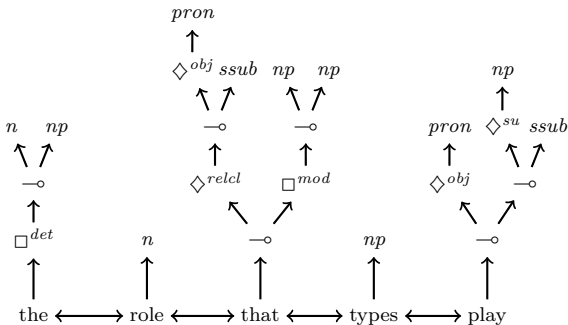 pron
◇obj ssub np np np
n np ⊸ ⊸ pron ◇su ssub
⊸ ◇relcl □mod ◇obj ⊸
□det n ⊸ np ⊸
the role that types play